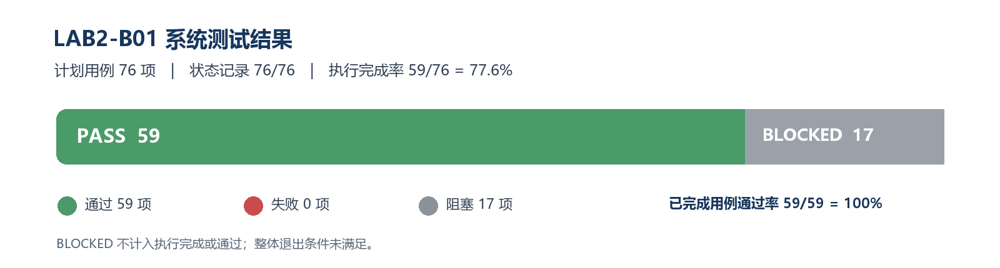 LAB2-B01 系统测试结果
计划用例 76 项 | 状态记录 76/76 | 执行完成率 59/76 = 77.6%
PASS 59
BLOCKED 17
通过 59 项
失败 0 项
阻塞 17 项
已完成用例通过率 59/59 = 100%
BLOCKED 不计入执行完成或通过；整体退出条件未满足。